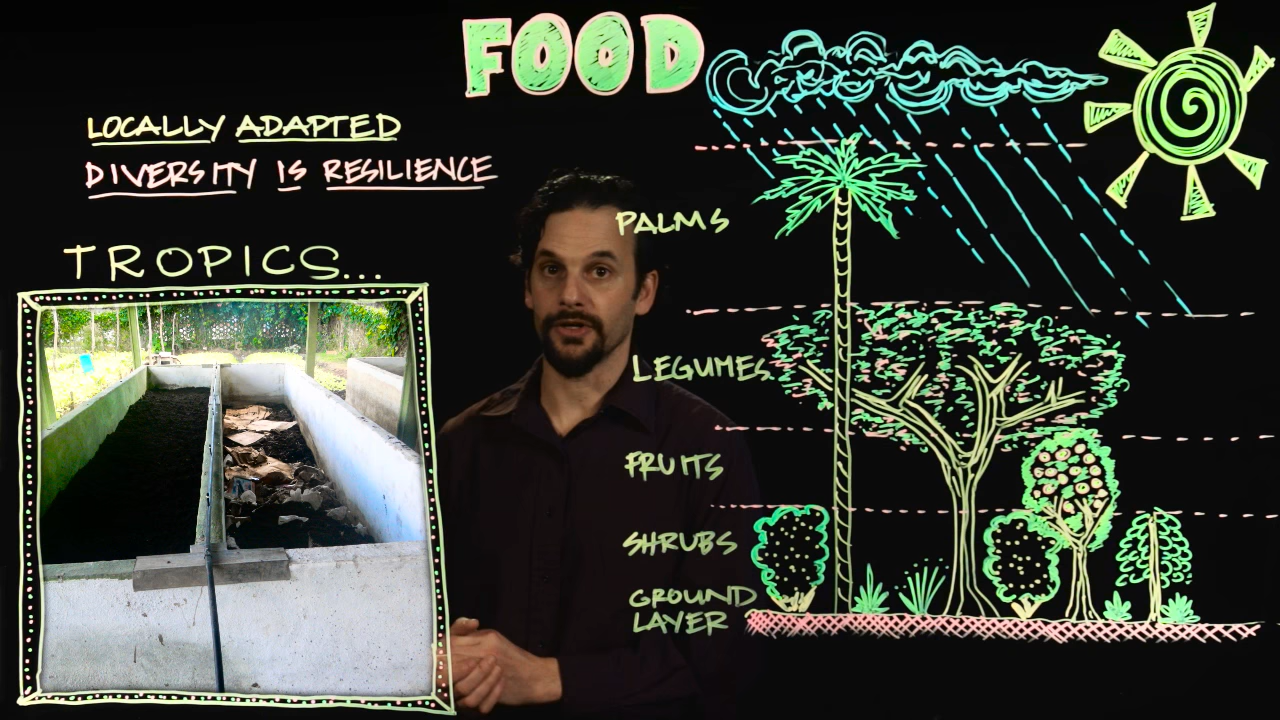 FOOD
LOCALLY ADAPTED
DIVERSITY IS RESILIENCE
TROPICS...
PALMS
LEGUMES
FRUITS
SHRUBS
GROUND
LAYER